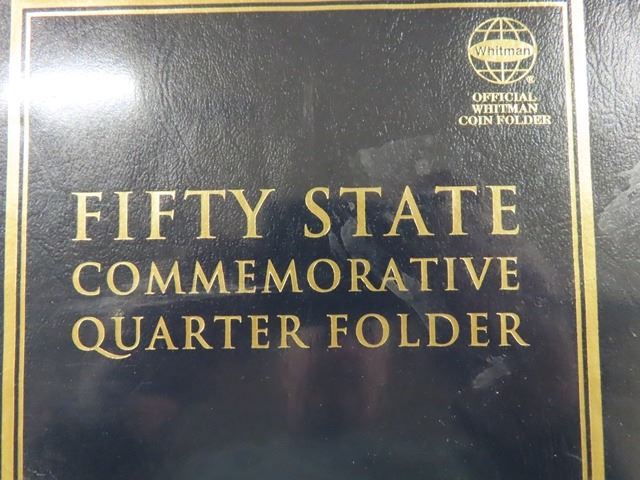 Whitman
OFFICIAL
WHITMAN
COIN FOLDER
FIFTY STATE
COMMEMORATIVE
QUARTER FOLDER